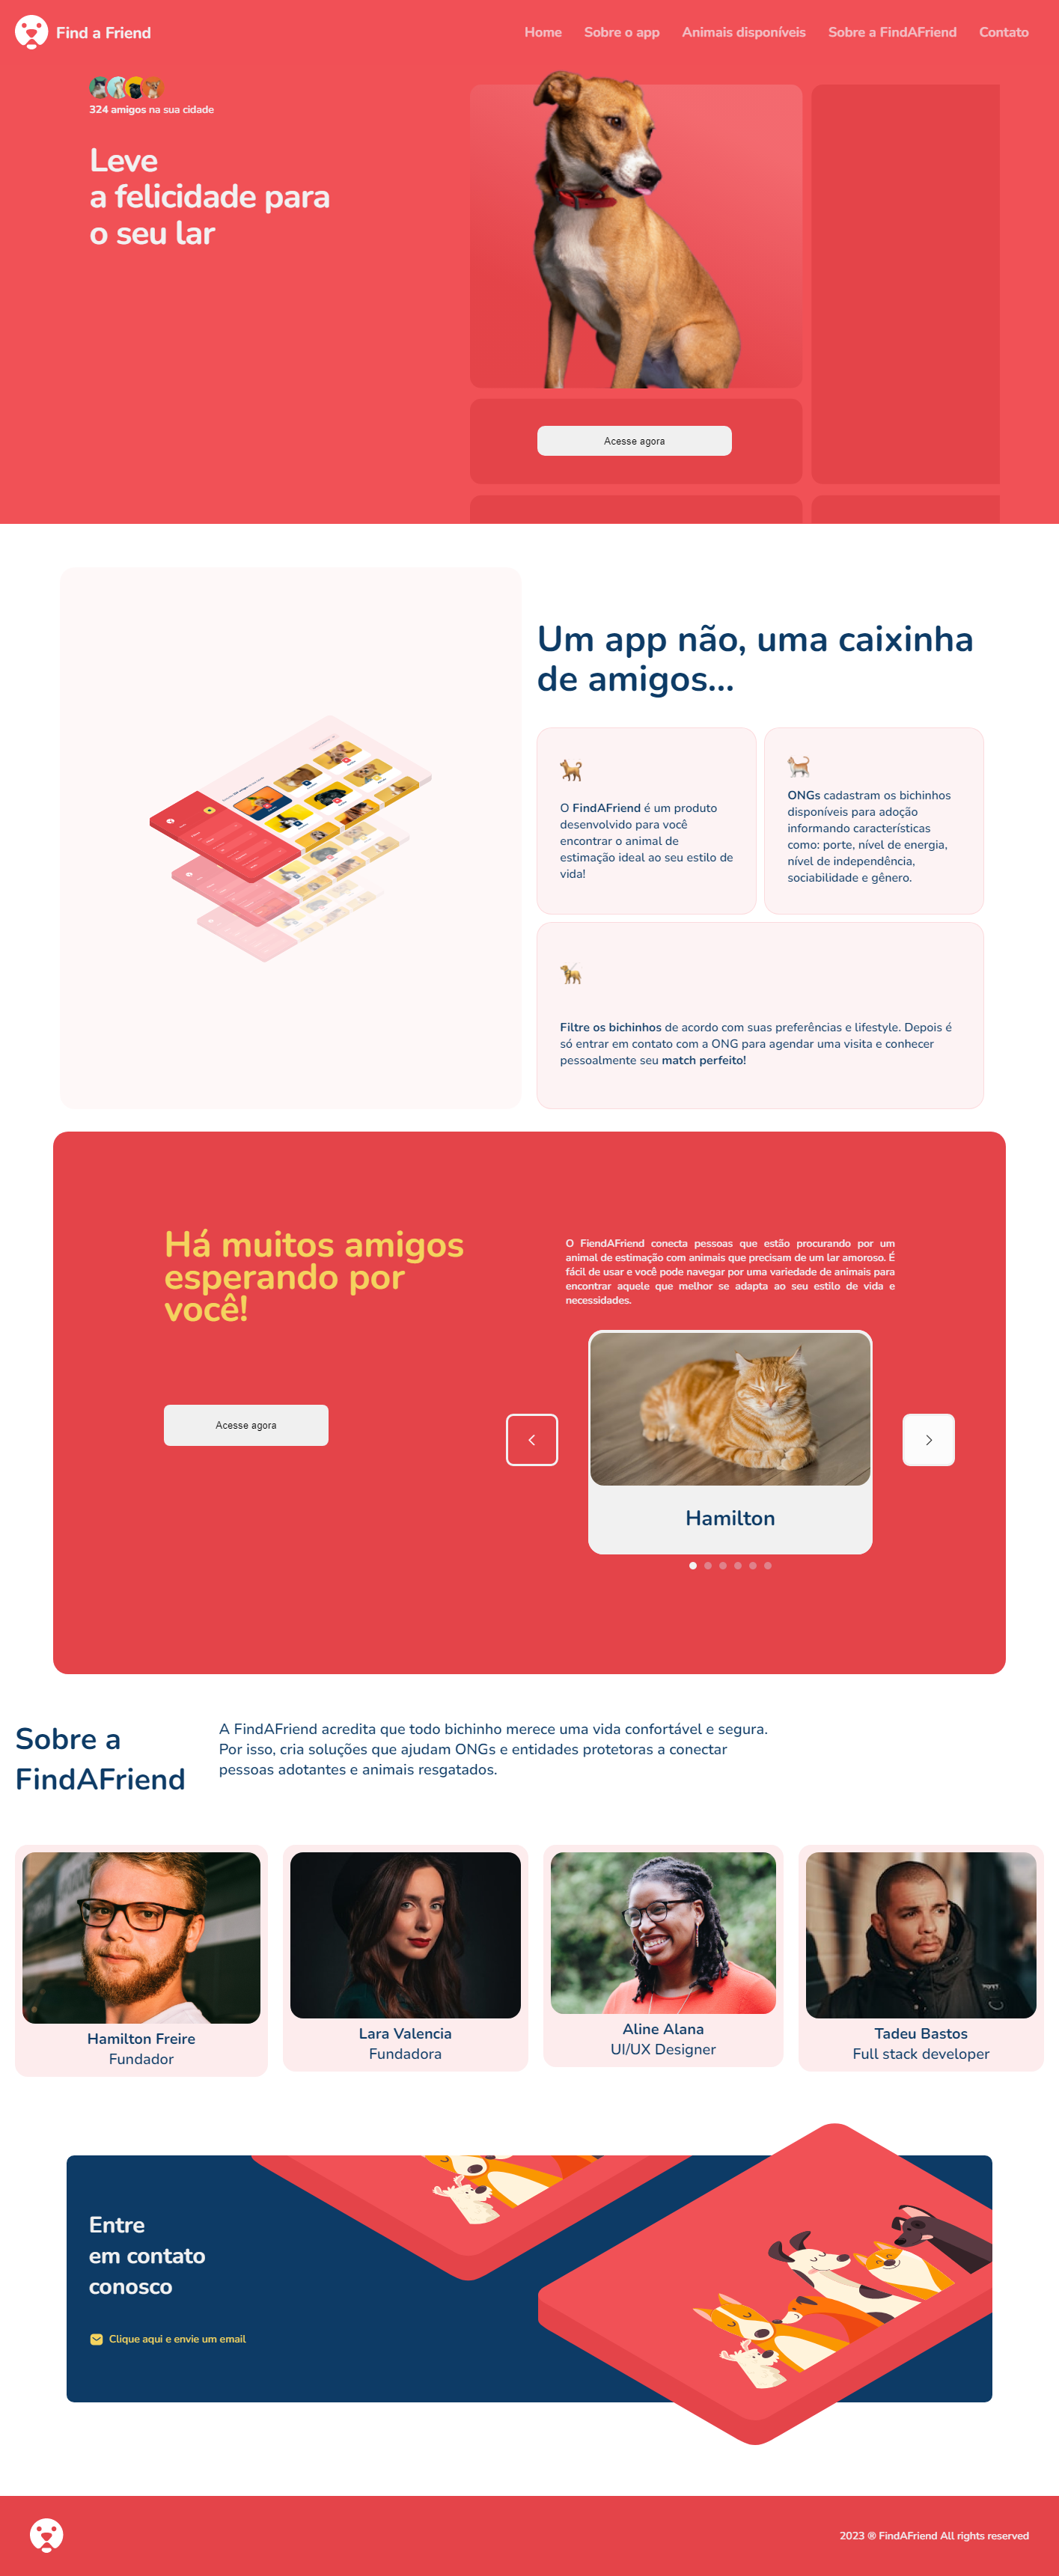 Find a Friend
Home
Sobre o app
Animais disponíveis
Sobre a FindAFriend
Contato
324 amigos na sua cidade
Leve
a felicidade para
o seu lar
Acesse agora
Um app não, uma caixinha
de amigos...
O FindAFriend é um produto
desenvolvido para você
encontrar o animal de
estimação ideal ao seu estilo de
vida!
ONGs cadastram os bichinhos
disponíveis para adoção
informando características
como: porte, nível de energia,
nível de independência,
sociabilidade e gênero.
Filtre os bichinhos de acordo com suas preferências e lifestyle. Depois é
só entrar em contato com a ONG para agendar uma visita e conhecer
pessoalmente seu match perfeito!
Há muitos amigos
esperando por
você!
Acesse agora
O FiendAFriend conecta pessoas que estão procurando por um
animal de estimação com animais que precisam de um lar amoroso. É
fácil de usar e você pode navegar por uma variedade de animais para
encontrar aquele que melhor se adapta ao seu estilo de vida e
necessidades.
Hamilton
Sobre a
FindAFriend
A FindAFriend acredita que todo bichinho merece uma vida confortável e segura.
Por isso, cria soluções que ajudam ONGs e entidades protetoras a conectar
pessoas adotantes e animais resgatados.
Hamilton Freire
Fundador
Lara Valencia
Fundadora
Aline Alana
UI/UX Designer
Tadeu Bastos
Full stack developer
Entre
em contato
conosco
Clique aqui e envie um email
2023 ® FindAFriend All rights reserved